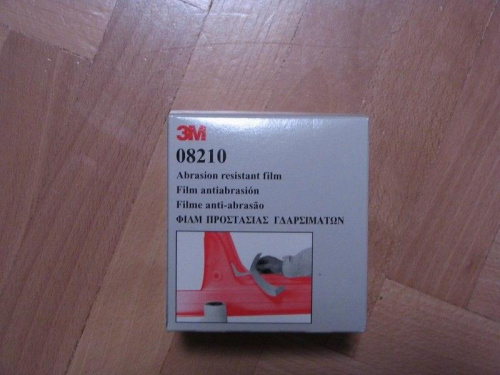 3M
08210
Abrasion resistant film
Film antiabrasión
Filme anti-abrasão
ΦΙΛΜ ΠΡΟΣΤΑΣΙΑΣ ΓΔΑΡΣΙΜΑΤΩΝ